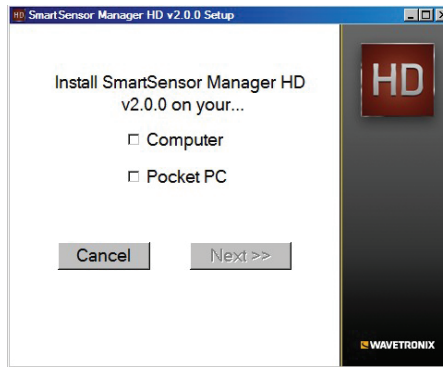 SmartSensor Manager HD v2.0.0 Setup
HD
Install SmartSensor Manager HD
v2.0.0 on your...
Computer
Pocket PC
Cancel
Next >>
HD
WAVETRONIX